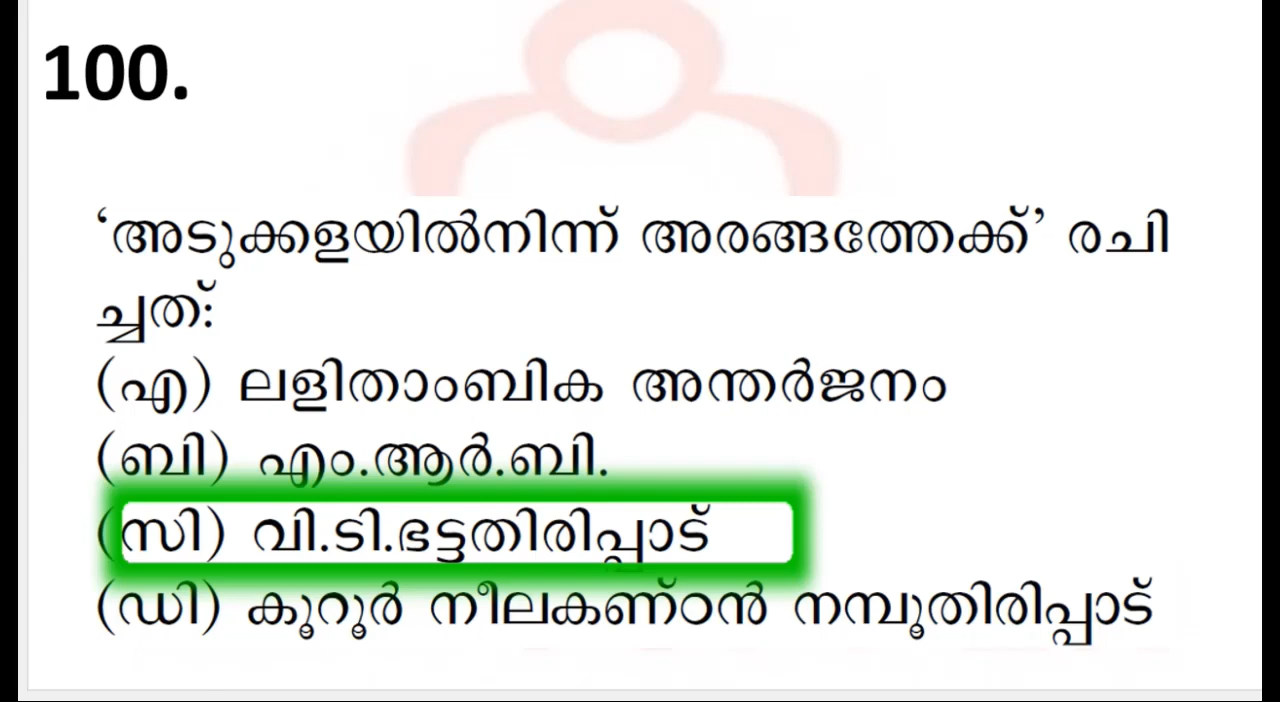 100.
‘അടുക്കളയിൽനിന്ന് അരങ്ങത്തേക്ക്’ രചി
ച്ചത്:
(എ) ലളിതാംബിക അന്തർജനം
(ബി) എം.ആർ.ബി.
(സി) വി.ടി.ഭട്ടതിരിപ്പാട്
(ഡി) കൂറൂർ നീലകണ്ഠൻ നമ്പൂതിരിപ്പാട്